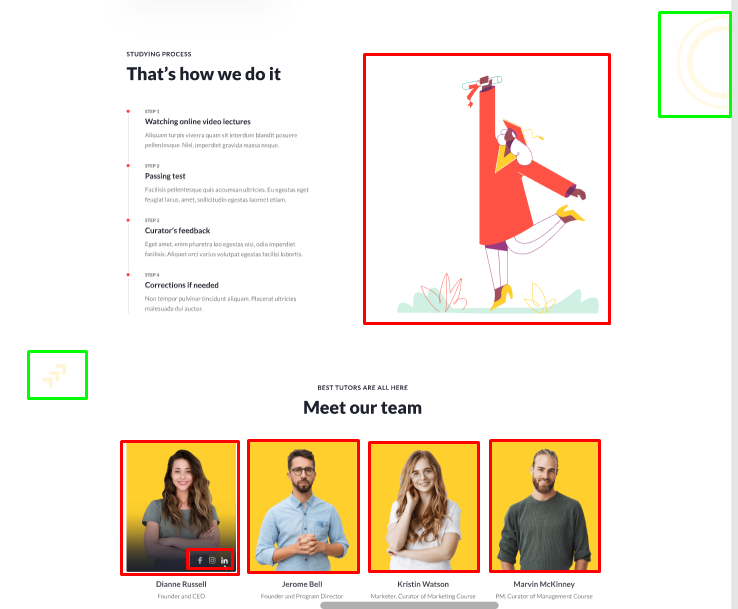 STUDYING PROCESS
That's how we do it
STEP 1
Watching online video lectures
Aliquam turpis viverra quam sit interdum blandit posuere
pellentesque. Nisl, imperdiet gravida massa neque.
STEP 2
Passing test
Facilisis pellentesque quis accumsan ultricies. Eu egestas eget
feugiat lacus, amet, sollicitudin egestas laoreet etiam.
STEP 3
Curator's feedback
Eget amet, enim pharetra leo egestas nisi, odio imperdiet
facilisis. Aliquet orci varius volutpat egestas facilisi lobortis.
STEP 4
Corrections if needed
Non tempor pulvinar tincidunt aliquam. Placerat ultricies
malesuada dui auctor.
BEST TUTORS ARE ALL HERE
Meet our team
Dianne Russell
Founder and CEO
Jerome Bell
Founder and Program Director
Kristin Watson
Marketer, Curator of Marketing Course
Marvin McKinney
PM, Curator of Management Course